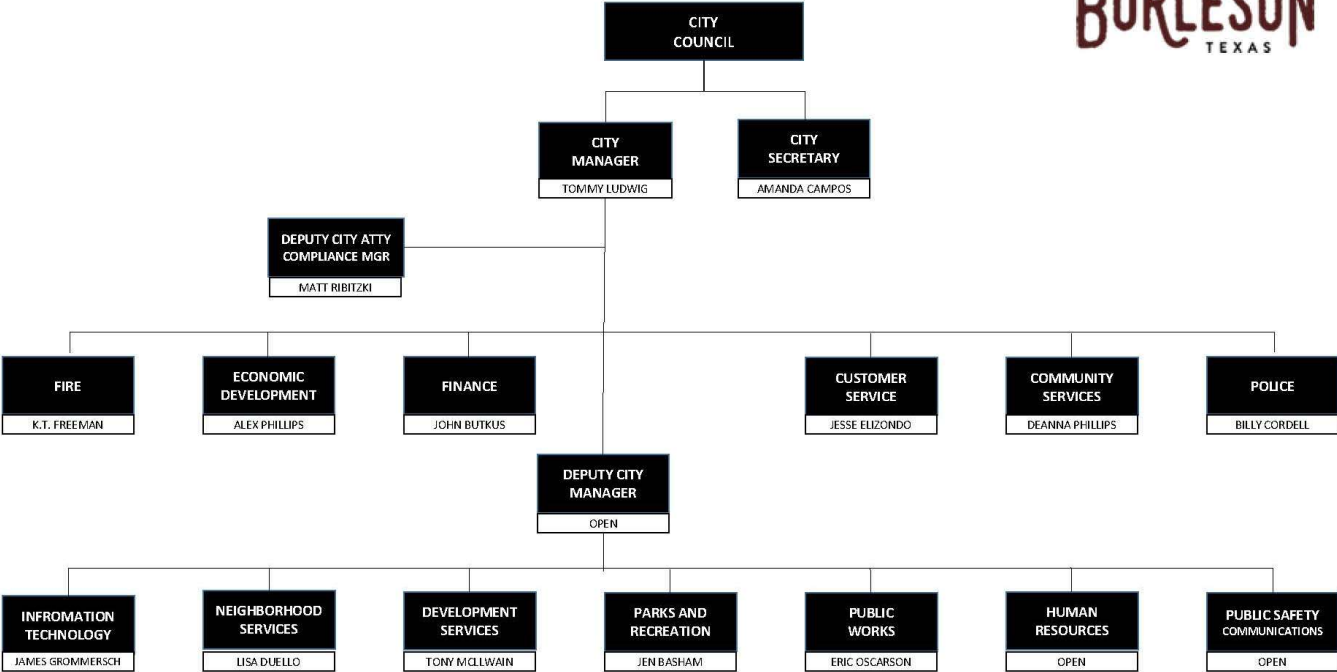 BURLESON
TEXAS
CITY
COUNCIL
CITY
MANAGER
TOMMY LUDWIG
CITY
SECRETARY
AMANDA CAMPOS
DEPUTY CITY ATTY
COMPLIANCE MGR
MATT RIBITZKI
FIRE
K.T. FREEMAN
ECONOMIC
DEVELOPMENT
ALEX PHILLIPS
FINANCE
JOHN BUTKUS
CUSTOMER
SERVICE
JESSE ELIZONDO
COMMUNITY
SERVICES
DEANNA PHILLIPS
POLICE
BILLY CORDELL
DEPUTY CITY
MANAGER
OPEN
INFROMATION
TECHNOLOGY
JAMES GROMMERSCH
NEIGHBORHOOD
SERVICES
LISA DUELLO
DEVELOPMENT
SERVICES
TONY MCLLWAIN
PARKS AND
RECREATION
JEN BASHAM
PUBLIC
WORKS
ERIC OSCARSON
HUMAN
RESOURCES
OPEN
PUBLIC SAFETY
COMMUNICATIONS
OPEN